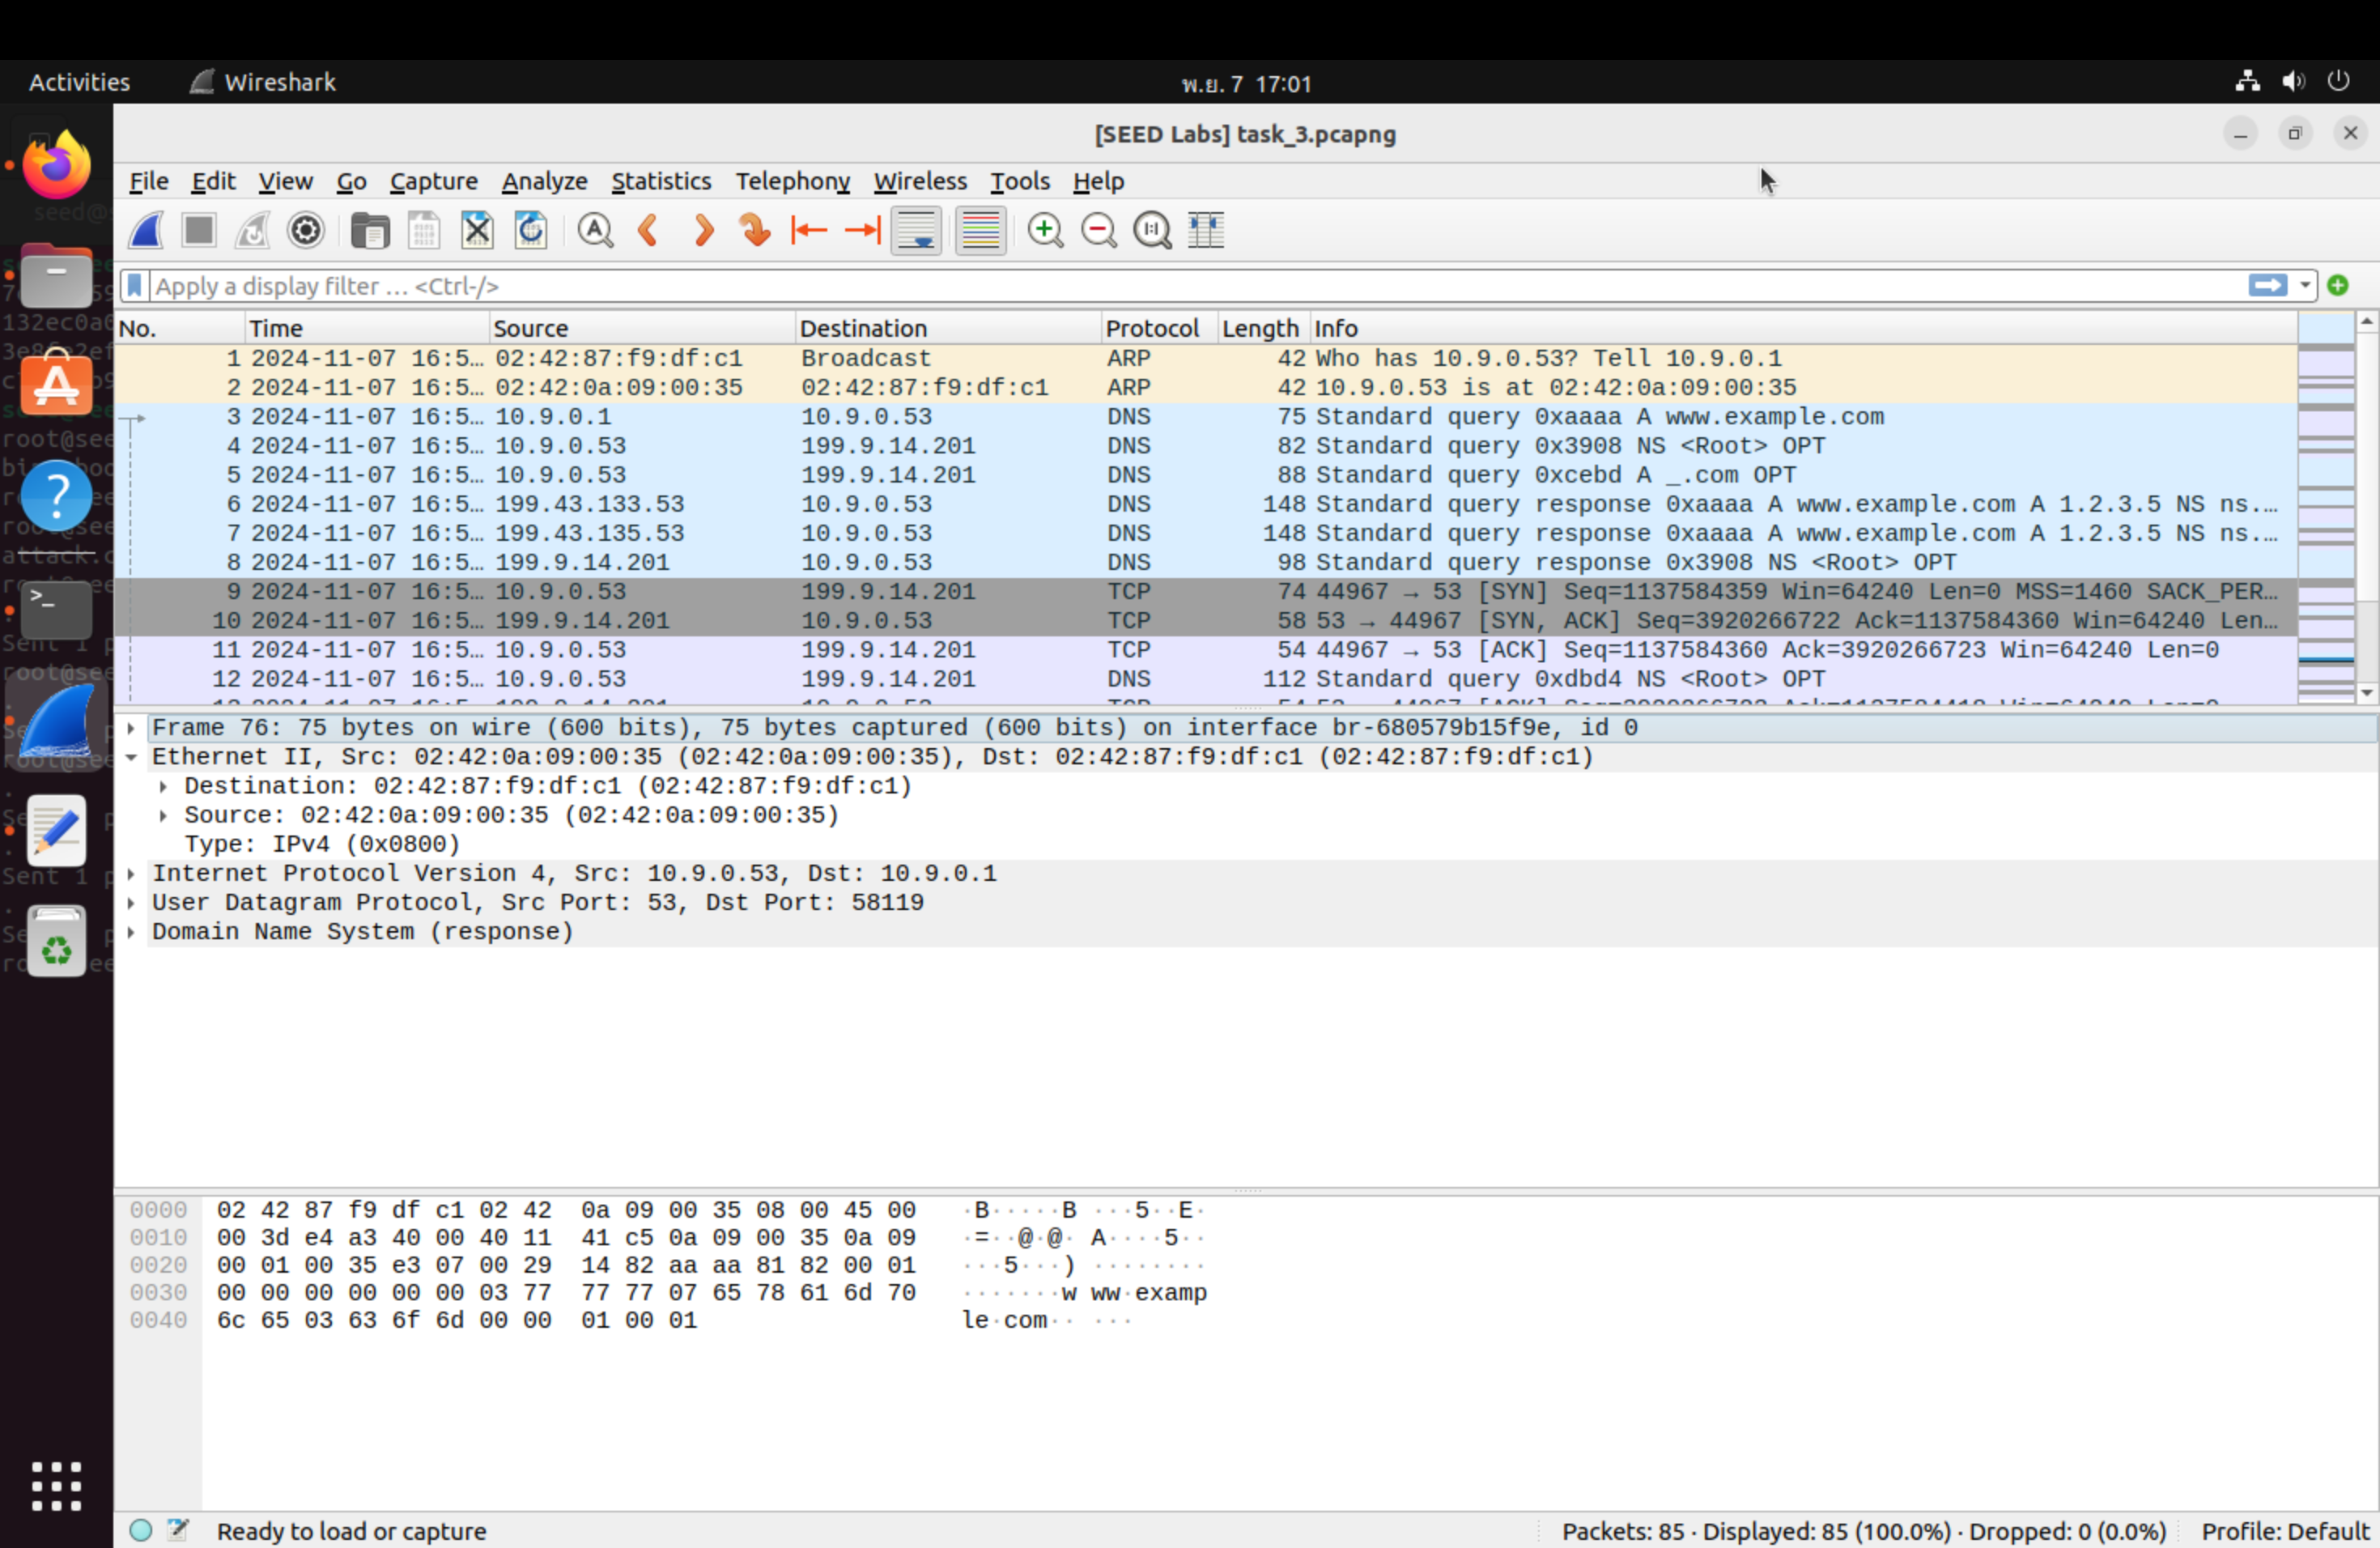 Activities Wireshark พ.ย. 7 17:01
[SEED Labs] task_3.pcapng
File Edit View Go Capture Analyze Statistics Telephony Wireless Tools Help
Apply a display filter … <Ctrl-/>
No. Time Source Destination Protocol Length Info
1 2024-11-07 16:5… 02:42:87:f9:df:c1 Broadcast ARP 42 Who has 10.9.0.53? Tell 10.9.0.1
2 2024-11-07 16:5… 02:42:0a:09:00:35 02:42:87:f9:df:c1 ARP 42 10.9.0.53 is at 02:42:0a:09:00:35
3 2024-11-07 16:5… 10.9.0.1 10.9.0.53 DNS 75 Standard query 0xaaaa A www.example.com
4 2024-11-07 16:5… 10.9.0.53 199.9.14.201 DNS 82 Standard query 0x3908 NS <Root> OPT
5 2024-11-07 16:5… 10.9.0.53 199.9.14.201 DNS 88 Standard query 0xcebd A _.com OPT
6 2024-11-07 16:5… 199.43.133.53 10.9.0.53 DNS 148 Standard query response 0xaaaa A www.example.com A 1.2.3.5 NS ns.…
7 2024-11-07 16:5… 199.43.135.53 10.9.0.53 DNS 148 Standard query response 0xaaaa A www.example.com A 1.2.3.5 NS ns.…
8 2024-11-07 16:5… 199.9.14.201 10.9.0.53 DNS 98 Standard query response 0x3908 NS <Root> OPT
9 2024-11-07 16:5… 10.9.0.53 199.9.14.201 TCP 74 44967 → 53 [SYN] Seq=1137584359 Win=64240 Len=0 MSS=1460 SACK_PER…
10 2024-11-07 16:5… 199.9.14.201 10.9.0.53 TCP 58 53 → 44967 [SYN, ACK] Seq=3920266722 Ack=1137584360 Win=64240 Len…
11 2024-11-07 16:5… 10.9.0.53 199.9.14.201 TCP 54 44967 → 53 [ACK] Seq=1137584360 Ack=3920266723 Win=64240 Len=0
12 2024-11-07 16:5… 10.9.0.53 199.9.14.201 DNS 112 Standard query 0xdbd4 NS <Root> OPT
Frame 76: 75 bytes on wire (600 bits), 75 bytes captured (600 bits) on interface br-680579b15f9e, id 0
Ethernet II, Src: 02:42:0a:09:00:35 (02:42:0a:09:00:35), Dst: 02:42:87:f9:df:c1 (02:42:87:f9:df:c1)
Destination: 02:42:87:f9:df:c1 (02:42:87:f9:df:c1)
Source: 02:42:0a:09:00:35 (02:42:0a:09:00:35)
Type: IPv4 (0x0800)
Internet Protocol Version 4, Src: 10.9.0.53, Dst: 10.9.0.1
User Datagram Protocol, Src Port: 53, Dst Port: 58119
Domain Name System (response)
0000 02 42 87 f9 df c1 02 42 0a 09 00 35 08 00 45 00 ·B·····B ···5··E·
0010 00 3d e4 a3 40 00 40 11 41 c5 0a 09 00 35 0a 09 ·=··@·@· A····5··
0020 00 01 00 35 e3 07 00 29 14 82 aa aa 81 82 00 01 ···5···) ········
0030 00 00 00 00 00 00 03 77 77 77 07 65 78 61 6d 70 ·······w ww·examp
0040 6c 65 03 63 6f 6d 00 00 01 00 01 le·com·· ···
Ready to load or capture Packets: 85 · Displayed: 85 (100.0%) · Dropped: 0 (0.0%) Profile: Default